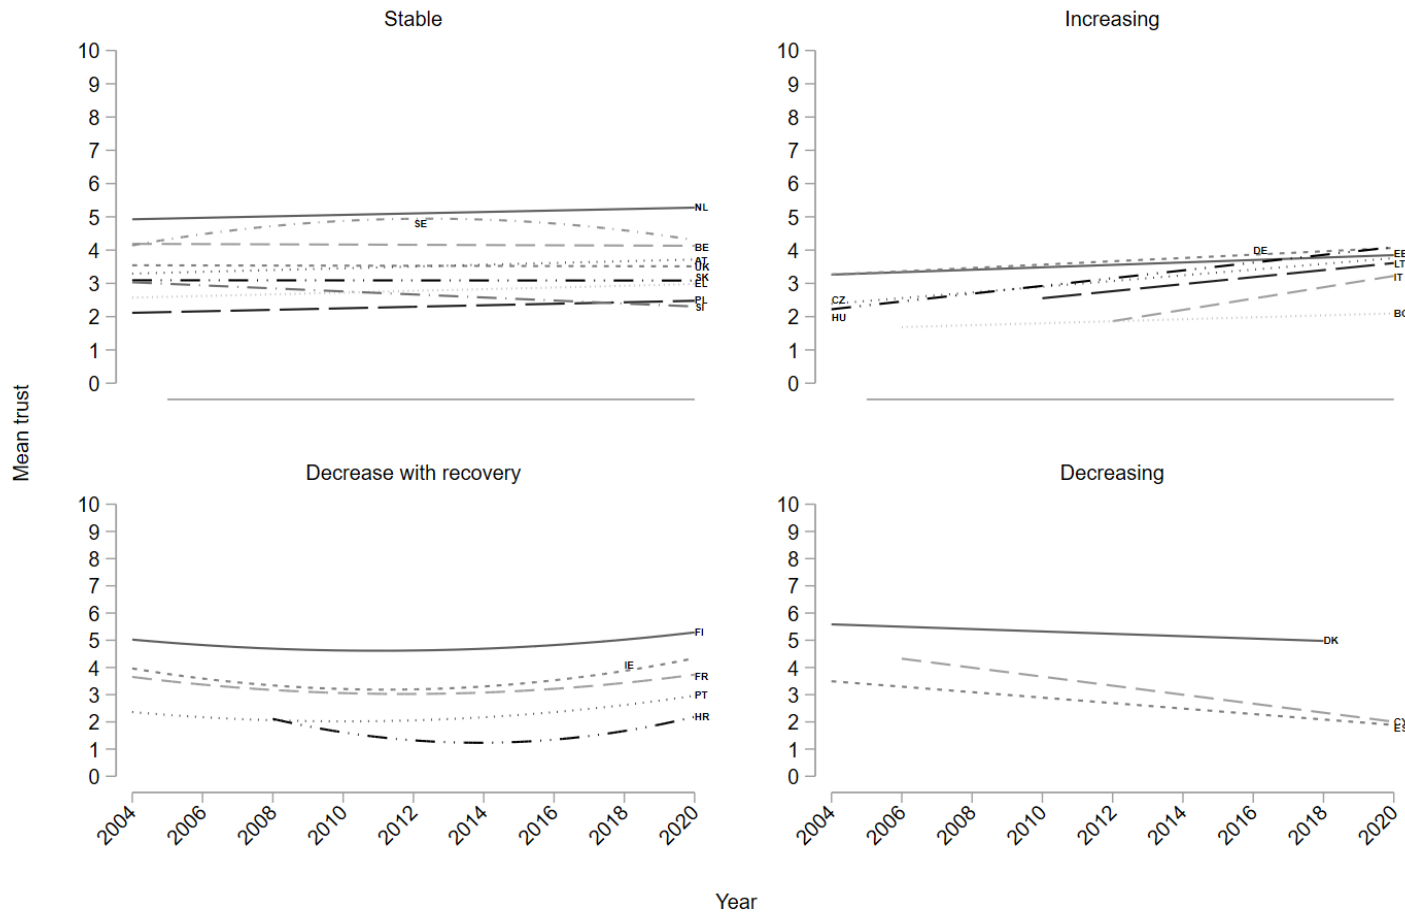 Stable
10
9
8
7
6
5
4
3
2
1
0
NL
SE
BE
AT
UK
SK
EL
PL
SI
Increasing
10
9
8
7
6
5
4
3
2
1
0
DE
EE
LT
IT
CZ
HU
Mean trust
Decrease with recovery
10
9
8
7
6
5
4
3
2
1
0
FI
IE
FR
PT
HR
2004
2006
2008
2010
2012
2014
2016
2018
2020
Decreasing
10
9
8
7
6
5
4
3
2
1
0
DK
2004
2006
2008
2010
2012
2014
2016
2018
2020
Year